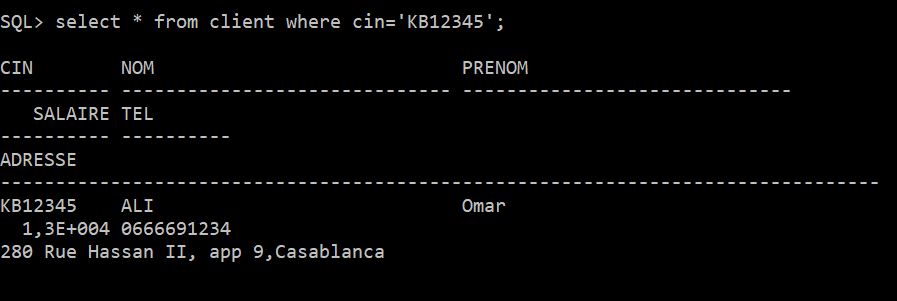 SQL> select * from client where cin='KB12345';
CIN        NOM                            PRENOM
---------- ------------------------------ ------------------------------
   SALAIRE TEL
---------- ----------
ADRESSE
--------------------------------------------------------------------------------
KB12345    ALI                            Omar
  1,3E+004 0666691234
280 Rue Hassan II, app 9,Casablanca